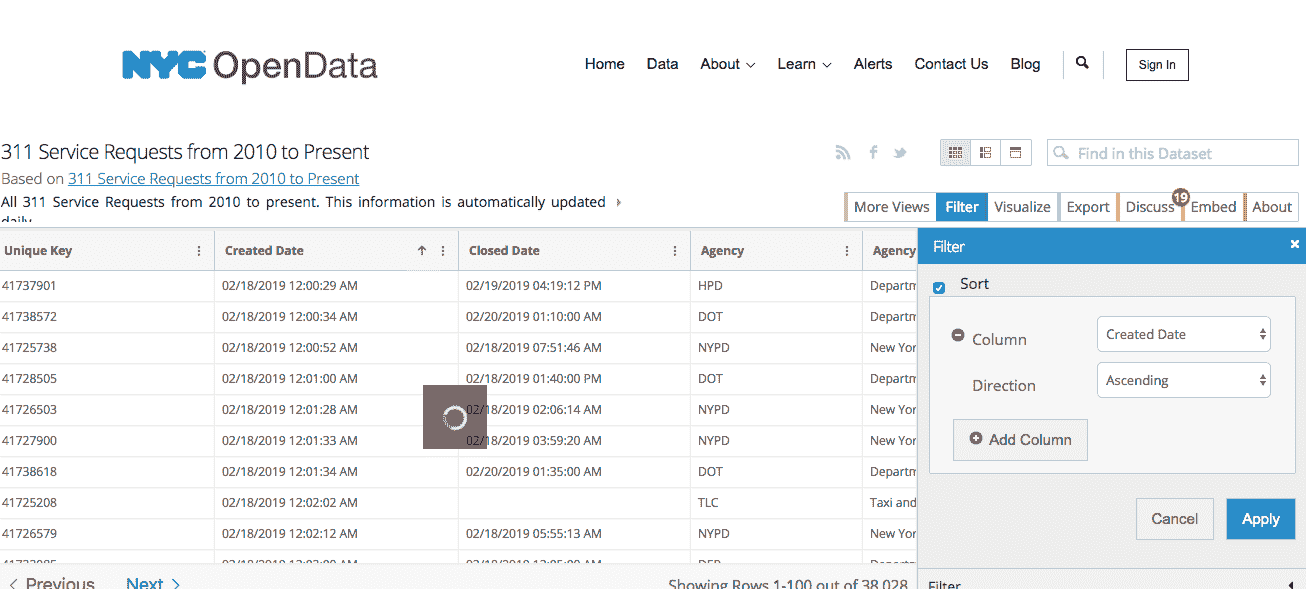 NYC OpenData
Home Data About Learn Alerts Contact Us Blog Sign In
311 Service Requests from 2010 to Present
Based on 311 Service Requests from 2010 to Present
All 311 Service Requests from 2010 to present. This information is automatically updated
daily
Find in this Dataset
More Views Filter Visualize Export Discuss 19 Embed About
Unique Key Created Date Closed Date Agency Agency
41737901 02/18/2019 12:00:29 AM 02/19/2019 04:19:12 PM HPD Departm
41738572 02/18/2019 12:00:34 AM 02/20/2019 01:10:00 AM DOT Departm
41725738 02/18/2019 12:00:52 AM 02/18/2019 07:51:46 AM NYPD New Yor
41728505 02/18/2019 12:01:00 AM 02/18/2019 01:40:00 PM DOT Departm
41726503 02/18/2019 12:01:28 AM 02/18/2019 02:06:14 AM NYPD New Yor
41727900 02/18/2019 12:01:33 AM 02/18/2019 03:59:20 AM NYPD New Yor
41738618 02/18/2019 12:01:34 AM 02/20/2019 01:35:00 AM DOT Departm
41725208 02/18/2019 12:02:02 AM TLC Taxi and
41726579 02/18/2019 12:02:12 AM 02/18/2019 05:55:13 AM NYPD New Yor
Previous Next Showing Rows 1-100 out of 38,028
Filter
Sort
Column Created Date
Direction Ascending
Add Column
Cancel Apply
Filter